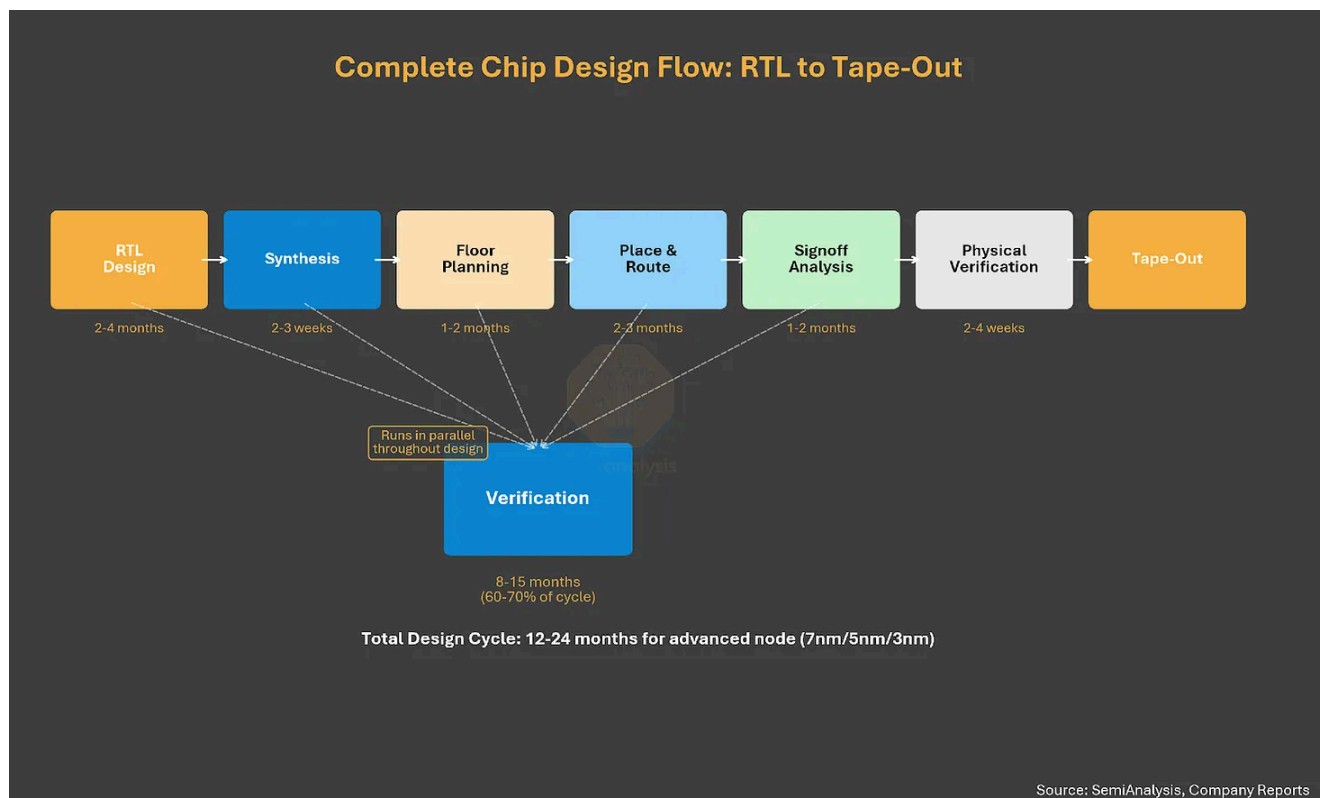 Complete Chip Design Flow: RTL to Tape-Out
RTL
Design
Synthesis
Floor
Planning
Place &
Route
Signoff
Analysis
Physical
Verification
Tape-Out
2-4 months
2-3 weeks
1-2 months
2-3 months
1-2 months
2-4 weeks
Runs in parallel
throughout design
analysis
Verification
8-15 months
(60-70% of cycle)
Total Design Cycle: 12-24 months for advanced node (7nm/5nm/3nm)
Source: SemiAnalysis, Company Reports